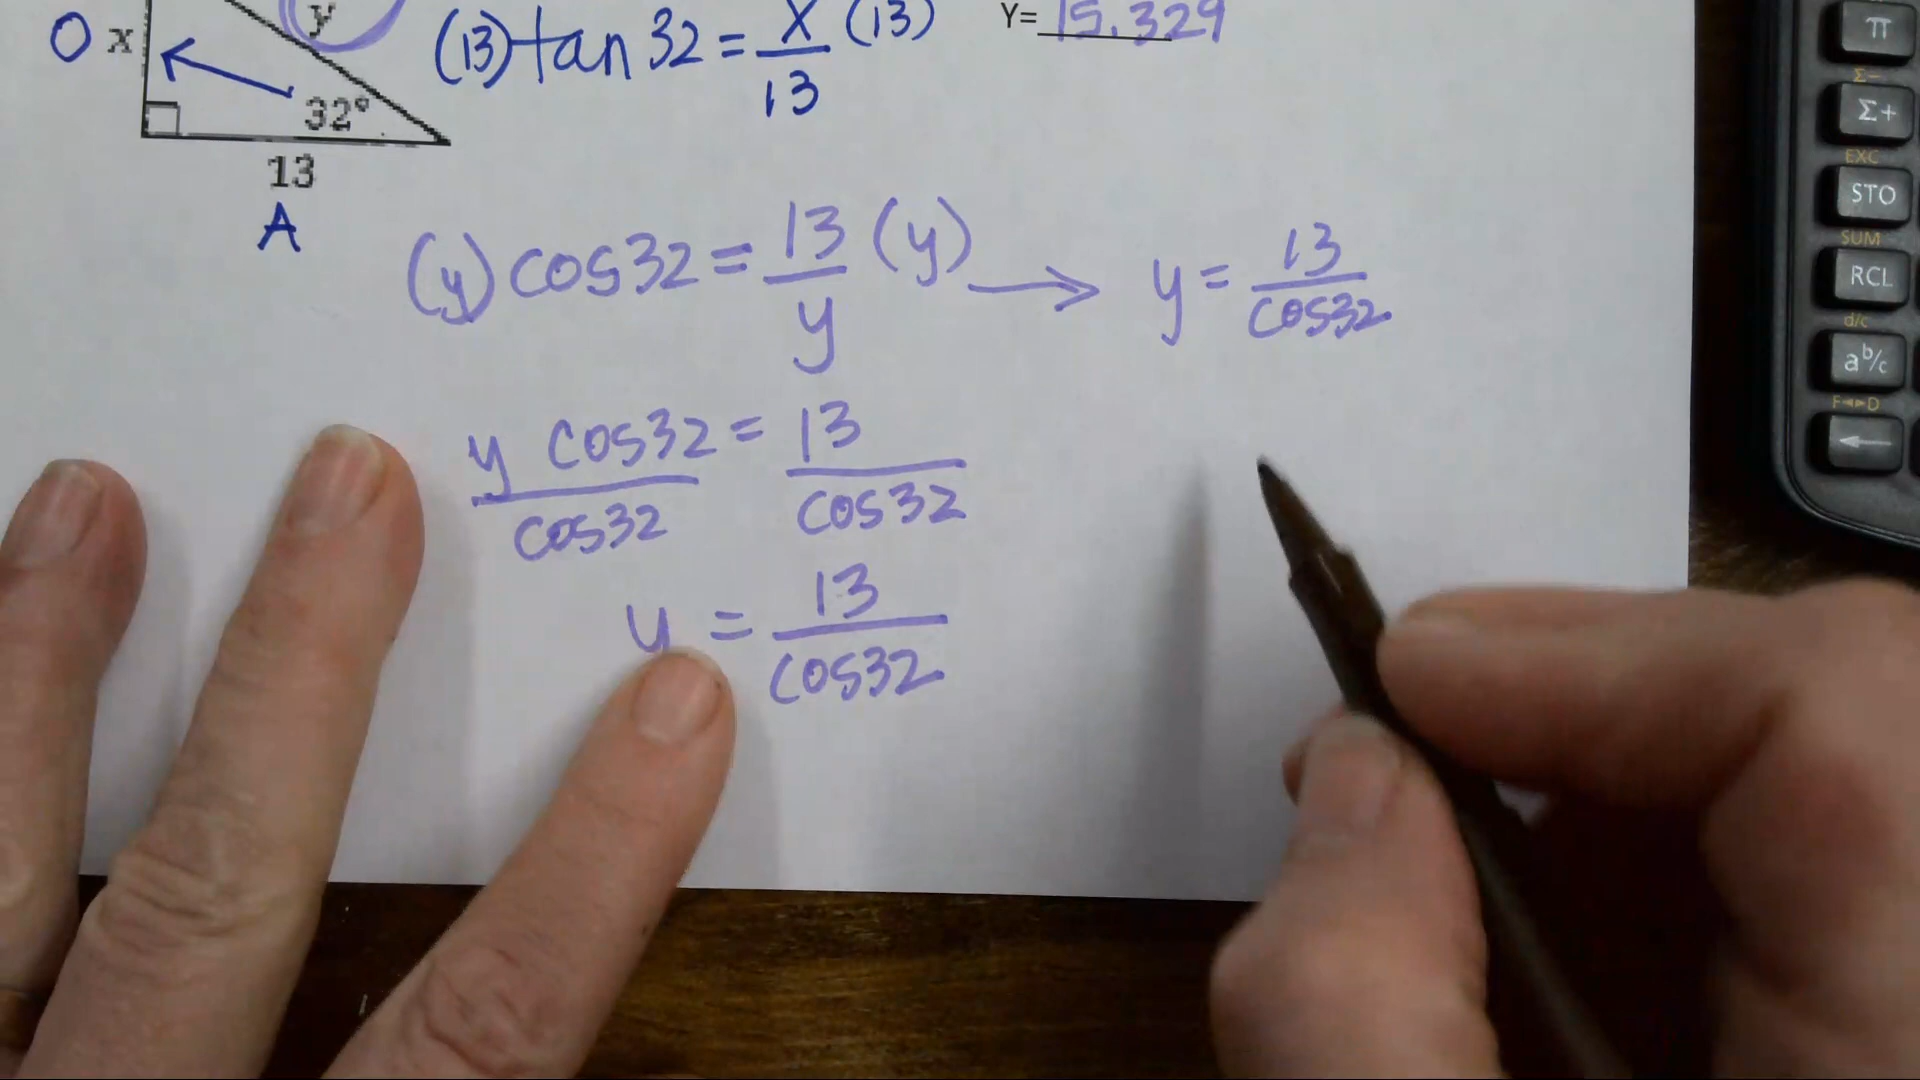 O x y (13) tan 32 = x/13 (13) Y= 15.329
32°
13
A
(y) cos32 = 13/y (y) → y = 13/cos32
y cos32/cos32 = 13/cos32
y = 13/cos32
π
Σ-
Σ+
EXC
STO
SUM
RCL
d/c
a b/c
F◄►D
←